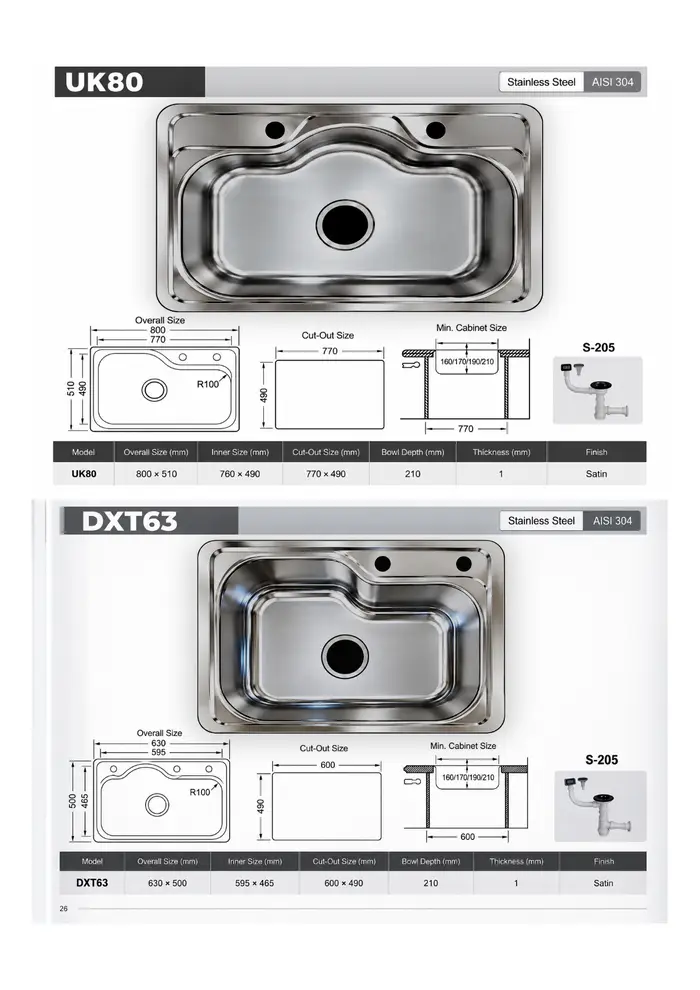 UK80
Stainless Steel AISI 304
Overall Size
800
770
510
490
R100
Cut-Out Size
770
490
Min. Cabinet Size
160/170/190/210
770
S-205
Model Overall Size (mm) Inner Size (mm) Cut-Out Size (mm) Bowl Depth (mm) Thickness (mm) Finish
UK80 800 × 510 760 × 490 770 × 490 210 1 Satin
DXT63
Stainless Steel AISI 304
Overall Size
630
595
500
465
R100
Cut-Out Size
600
490
Min. Cabinet Size
160/170/190/210
600
S-205
Model Overall Size (mm) Inner Size (mm) Cut-Out Size (mm) Bowl Depth (mm) Thickness (mm) Finish
DXT63 630 × 500 595 × 465 600 × 490 210 1 Satin
26